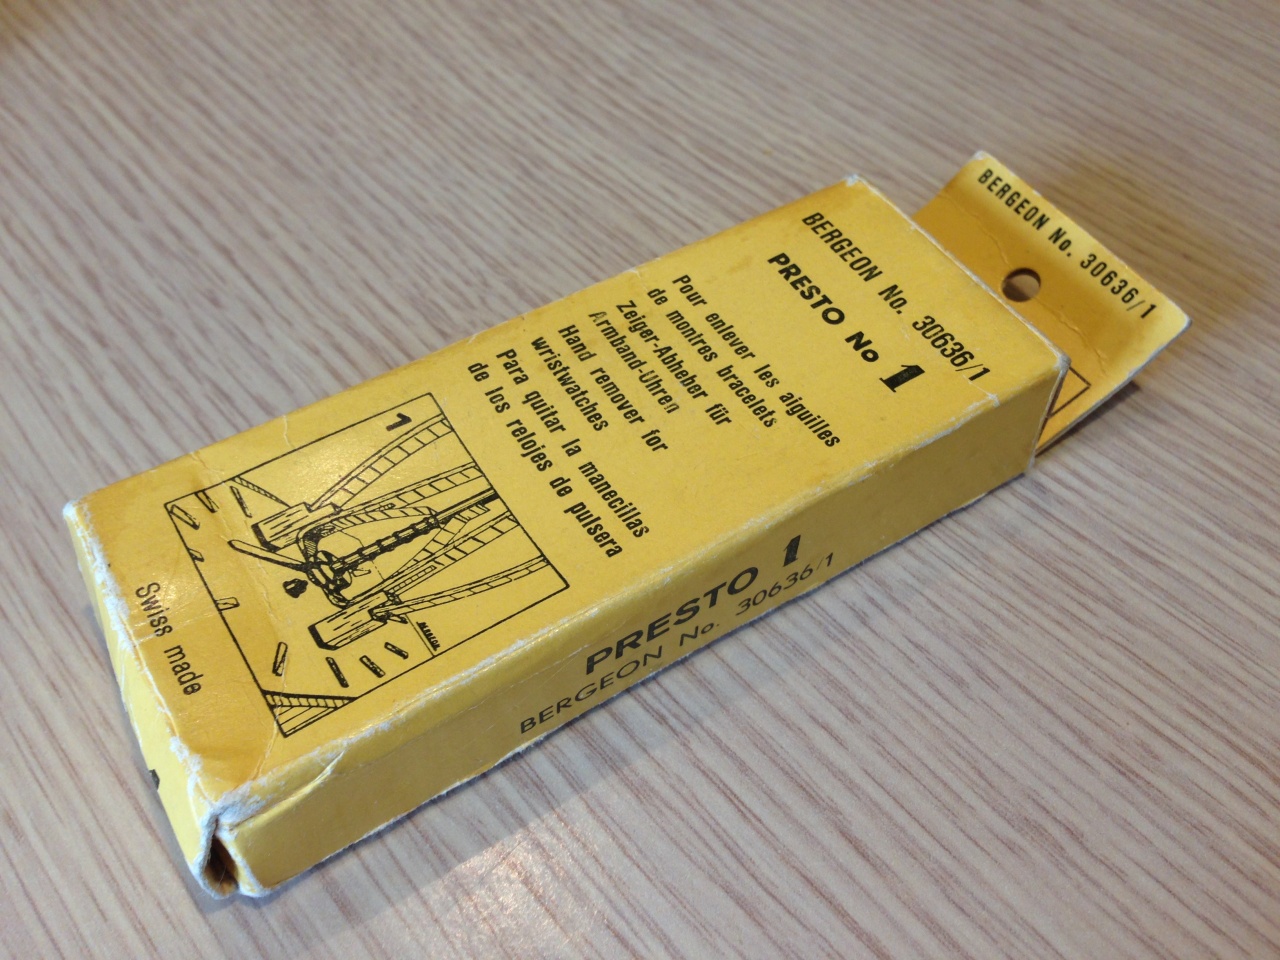 BERGEON No. 30636/1
BERGEON No. 30636/1
PRESTO No 1
Pour enlever les aiguilles
de montres bracelets
Zeiger-Abheber für
Armband-Uhren
Hand remover for
wristwatches
Para quitar la manecillas
de los relojes de pulsera
1
Swiss made
PRESTO 1
BERGEON No. 30636/1